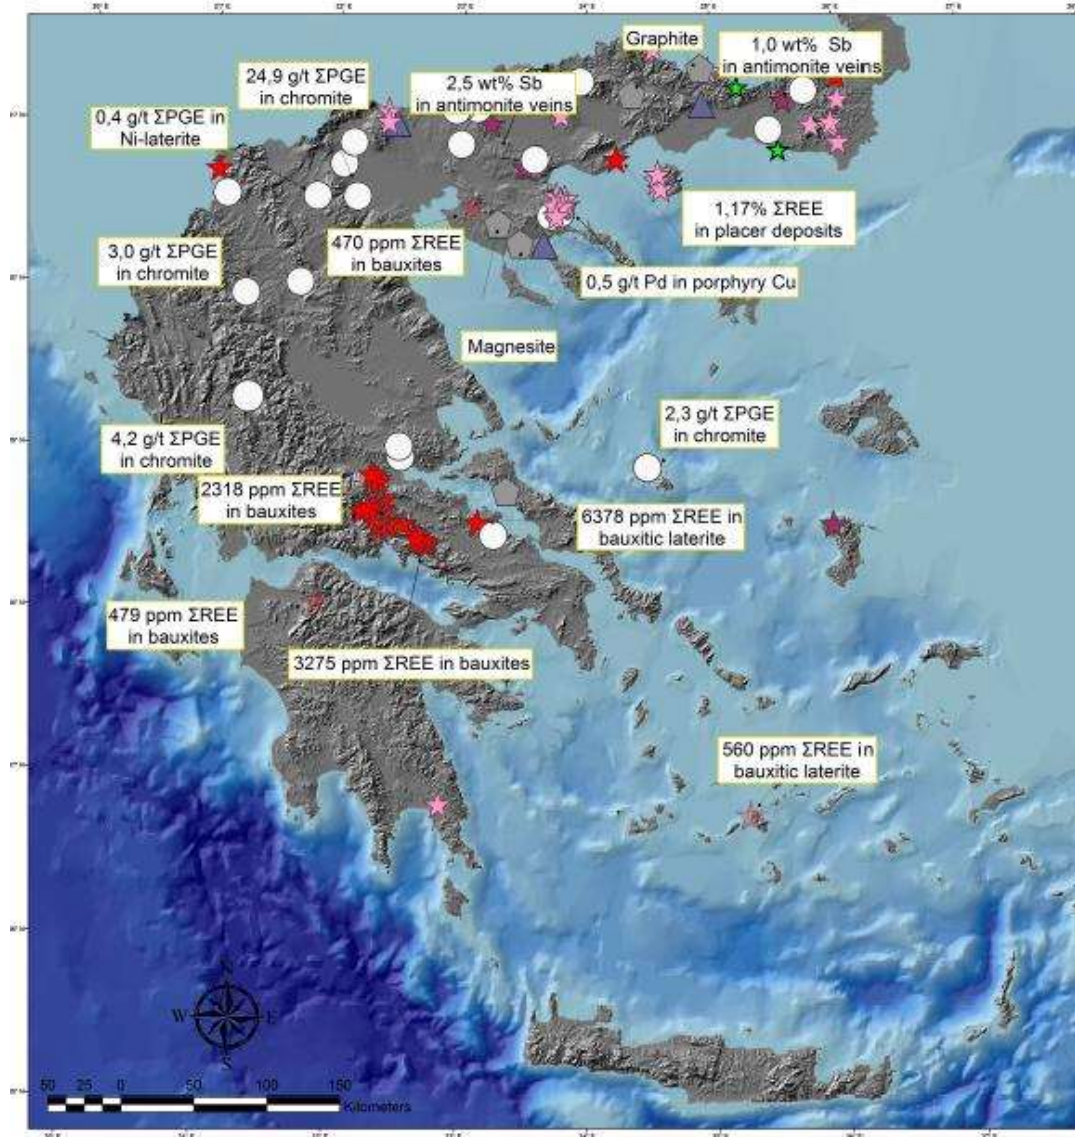 Graphite
1,0 wt% Sb
in antimonite veins
24,9 g/t ΣPGE
in chromite
2,5 wt% Sb
in antimonite veins
0,4 g/t ΣPGE in
Ni-laterite
1,17% ΣREE
in placer deposits
3,0 g/t ΣPGE
in chromite
470 ppm ΣREE
in bauxites
0,5 g/t Pd in porphyry Cu
Magnesite
2,3 g/t ΣPGE
in chromite
4,2 g/t ΣPGE
in chromite
2318 ppm ΣREE
in bauxites
6378 ppm ΣREE in
bauxitic laterite
479 ppm ΣREE
in bauxites
3275 ppm ΣREE in bauxites
560 ppm ΣREE in
bauxitic laterite
N
W E
S
50 25 0 50 100 150
Kilometers